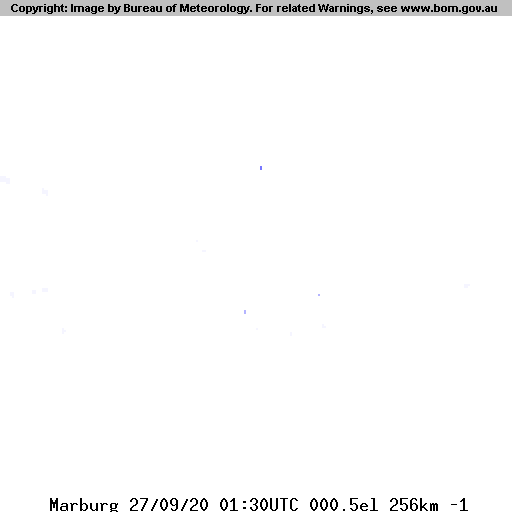 Copyright: Image by Bureau of Meteorology. For related Warnings, see www.bom.gov.au
Marburg 27/09/20 01:30UTC 000.5el 256km -1